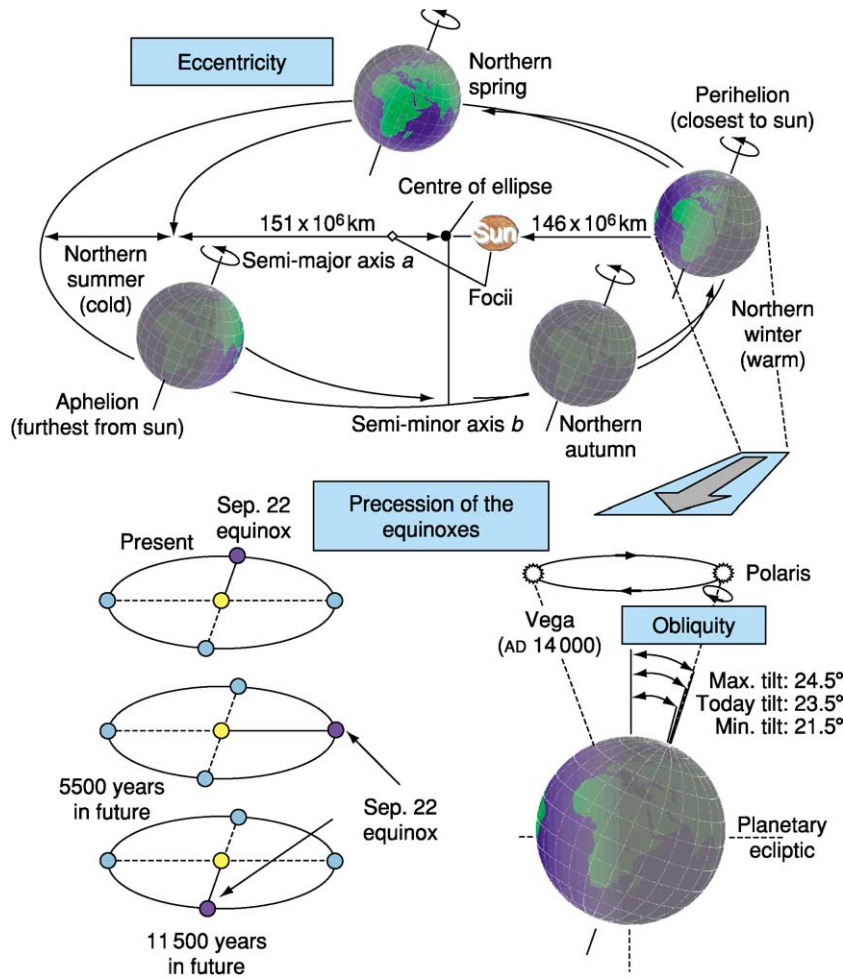 Eccentricity
Northern
spring
Perihelion
(closest to sun)
Centre of ellipse
151 x 10⁶ km
Sun
146 x 10⁶ km
Northern
summer
(cold)
Semi-major axis a
Focii
Northern
winter
(warm)
Aphelion
(furthest from sun)
Semi-minor axis b
Northern
autumn
Precession of the
equinoxes
Sep. 22
equinox
Present
5500 years
in future
Sep. 22
equinox
11 500 years
in future
Polaris
Vega
(AD 14 000)
Obliquity
Max. tilt: 24.5°
Today tilt: 23.5°
Min. tilt: 21.5°
Planetary
ecliptic